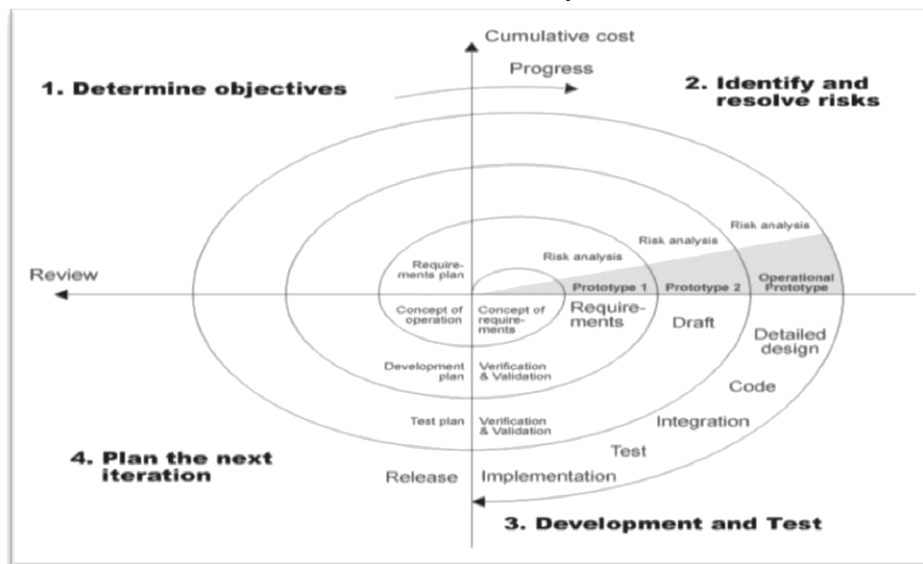 Cumulative cost
Progress
1. Determine objectives
2. Identify and
resolve risks
Risk analysis
Risk analysis
Risk analysis
Review
Require-
ments plan
Prototype 1
Prototype 2
Operational
Prototype
Concept of
operation
Concept of
require-
ments
Require-
ments
Draft
Detailed
design
Development
plan
Verification
& Validation
Code
Test plan
Verification
& Validation
Integration
Test
4. Plan the next
iteration
Release
Implementation
3. Development and Test